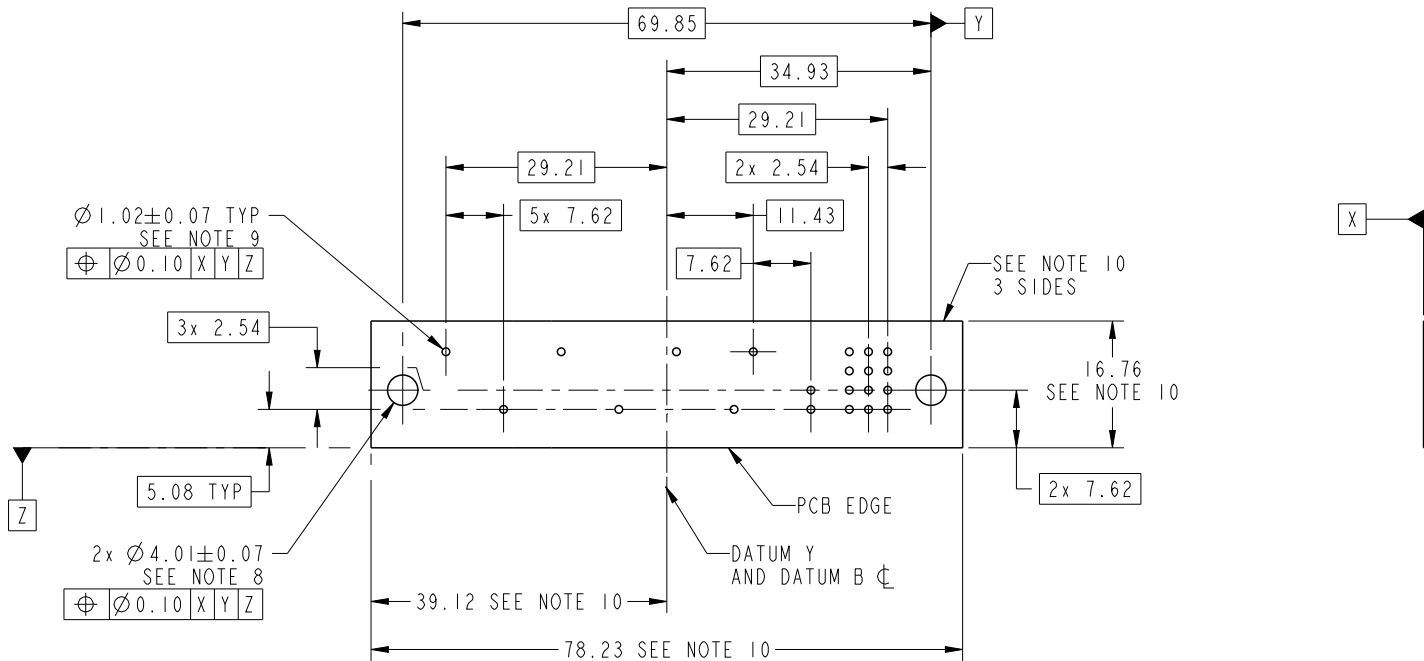 69.85
Y
34.93
29.21
29.21
2x 2.54
Ø1.02±0.07 TYP
SEE NOTE 9
⌖ Ø0.10 X Y Z
5x 7.62
11.43
X
7.62
SEE NOTE 10
3 SIDES
3x 2.54
16.76
SEE NOTE 10
5.08 TYP
2x 7.62
Z
PCB EDGE
2x Ø4.01±0.07
SEE NOTE 8
⌖ Ø0.10 X Y Z
DATUM Y
AND DATUM B ℄
39.12 SEE NOTE 10
78.23 SEE NOTE 10